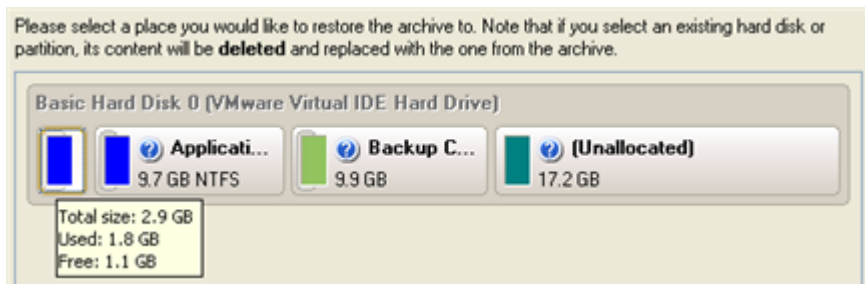 Please select a place you would like to restore the archive to. Note that if you select an existing hard disk or
partition, its content will be deleted and replaced with the one from the archive.
Basic Hard Disk 0 (VMware Virtual IDE Hard Drive)
Applicati...
9.7 GB NTFS
Backup C...
9.9 GB
(Unallocated)
17.2 GB
Total size: 2.9 GB
Used: 1.8 GB
Free: 1.1 GB